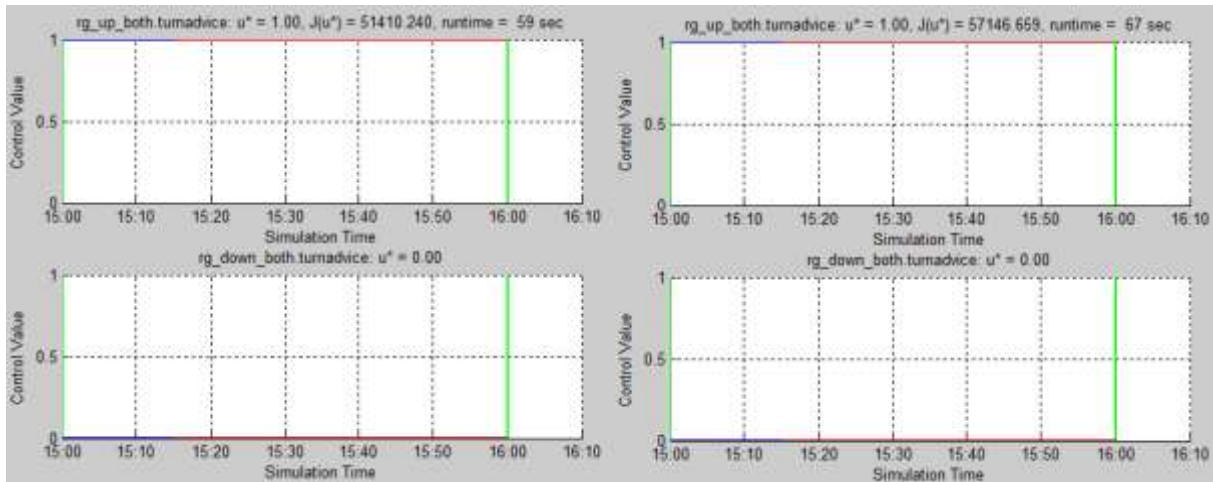 rg_up_both.turnadvice: u* = 1.00, J(u*) = 51410.240, runtime = 59 sec
1
0.5
0
Control Value
15:00 15:10 15:20 15:30 15:40 15:50 16:00 16:10
Simulation Time
rg_down_both.turnadvice: u* = 0.00
1
0.5
0
Control Value
15:00 15:10 15:20 15:30 15:40 15:50 16:00 16:10
Simulation Time
rg_up_both.turnadvice: u* = 1.00, J(u*) = 57146.659, runtime = 67 sec
1
0.5
0
Control Value
15:00 15:10 15:20 15:30 15:40 15:50 16:00 16:10
Simulation Time
rg_down_both.turnadvice: u* = 0.00
1
0.5
0
Control Value
15:00 15:10 15:20 15:30 15:40 15:50 16:00 16:10
Simulation Time